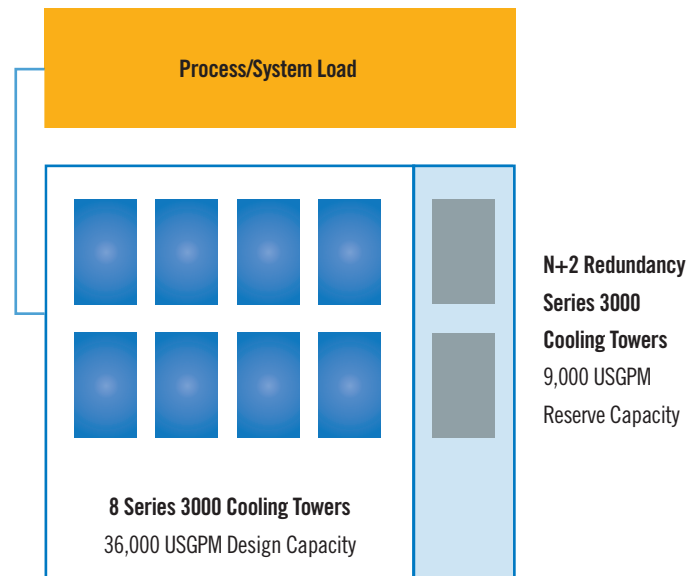 Process/System Load
N+2 Redundancy
Series 3000
Cooling Towers
9,000 USGPM
Reserve Capacity
8 Series 3000 Cooling Towers
36,000 USGPM Design Capacity